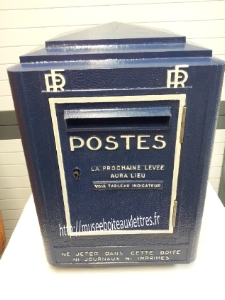 RF RF
POSTES
LA PROCHAINE LEVÉE
AURA LIEU
VOIR TABLEAU INDICATEUR
http://museeboiteauxlettres.fr
NE JETER DANS CETTE BOITE
NI JOURNAUX NI IMPRIMES